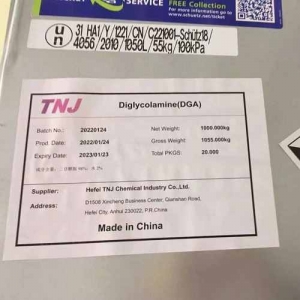 SERVICE FREE Collection
un 31 HA1/Y/1221/CN/C221001-Schütz18/
4056/2010/1050L/55kg/100kPa
TNJ Diglycolamine(DGA)
Batch No.: 20220124 Net Weight: 1000.000kg
Prod. Date: 2022/01/24 Gross Weight: 1055.000kg
Expiry Date: 2023/01/23 Total PKGS: 20.000
Supplier: Hefei TNJ Chemical Industry Co.,Ltd.
D1508 Xincheng Business Center, Qianshan Road,
Hefei City, Anhui 230022, P.R.China
Made in China